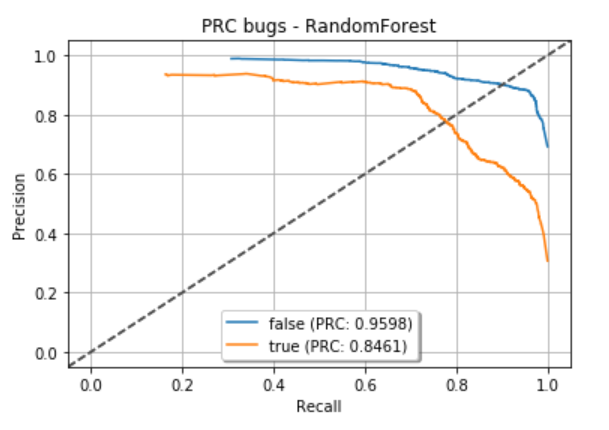 PRC bugs - RandomForest
1.0
0.8
0.6
0.4
0.2
0.0
Precision
false (PRC: 0.9598)
true (PRC: 0.8461)
0.0 0.2 0.4 0.6 0.8 1.0
Recall